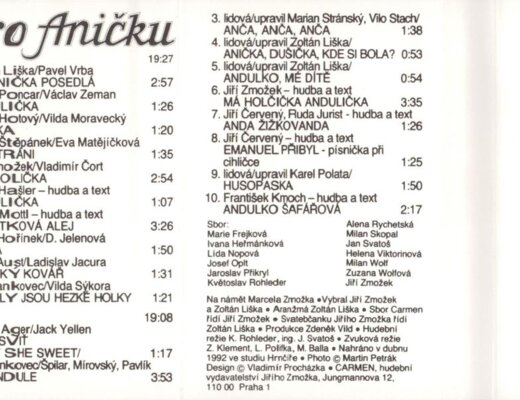 ro Aničku
19:27
Liška/Pavel Vrba
NIČKA POSEDLÁ 2:57
Poncar/Václav Zeman
LIČKA 1:26
Hotový/Vilda Moravecký
KA 1:20
Štěpánek/Eva Matějíčková
TRÁNI 1:35
možek/Vladimír Čort
OLIČKA 2:54
Hašler – hudba a text
LIČKA 1:07
Mottl – hudba a text
TKOVÁ ALEJ 3:26
Hořínek/D. Jelenová
A 1:50
Aust/Ladislav Jacura
KÝ KOVÁŘ 1:31
ankovec/Vilda Sýkora
LY JSOU HEZKÉ HOLKY 1:21
19:08
Ager/Jack Yellen
SVÍT
T SHE SWEET/ 1:17
nkovec/Špilar, Mírovský, Pavlík
NDULE 3:53
3. lidová/upravil Marian Stránský, Vilo Stach/
ANČA, ANČA, ANČA 1:38
4. lidová/upravil Zoltán Liška/
ANIČKO, DUŠIČKO, KDE SI BOLA? 0:53
5. lidová/upravil Zoltán Liška/
ANDULKO, MÉ DÍTĚ 0:54
6. Jiří Zmožek – hudba a text
MÁ HOLČIČKA ANDULIČKA 3:35
7. Jiří Červený, Ruda Jurist - hudba a text
ANDA ŽIŽKOVANDA 1:26
8. Jiří Červený – hudba a text
EMANUEL PŘIBYL - písnička při
cihličce 1:25
9. lidová/upravil Karel Polata/
HUSOPASKA 1:50
10. František Kmoch – hudba a text
ANDULKO ŠAFÁŘOVÁ 2:17
Sbor: Alena Rychetská
Marie Frejková Milan Skopal
Ivana Heřmánková Jan Svatoš
Lída Nopová Helena Viktorinová
Josef Oplt Milan Wolf
Jaroslav Přikryl Zuzana Wolfová
Květoslav Rohleder Jiří Zmožek
Na námět Marcela Zmožka • Vybral Jiří Zmožek
a Zoltán Liška • Aranžmá Zoltán Liška • Sbor Carmen
řídí Jiří Zmožek • Svatebčanku Jiřího Zmožka řídí
Zoltán Liška • Produkce Zdeněk Vild • Hudební
režie K. Rohleder, ing. J. Svatoš • Zvuková režie
Z. Klement, L. Polifka, M. Balla • Nahráno v dubnu
1992 ve studiu Hrnčíře • Photo © Martin Petrák
Design © Vladimír Procházka • CARMEN, hudební
vydavatelství Jiřího Zmožka, Jungmannova 12,
110 00 Praha 1